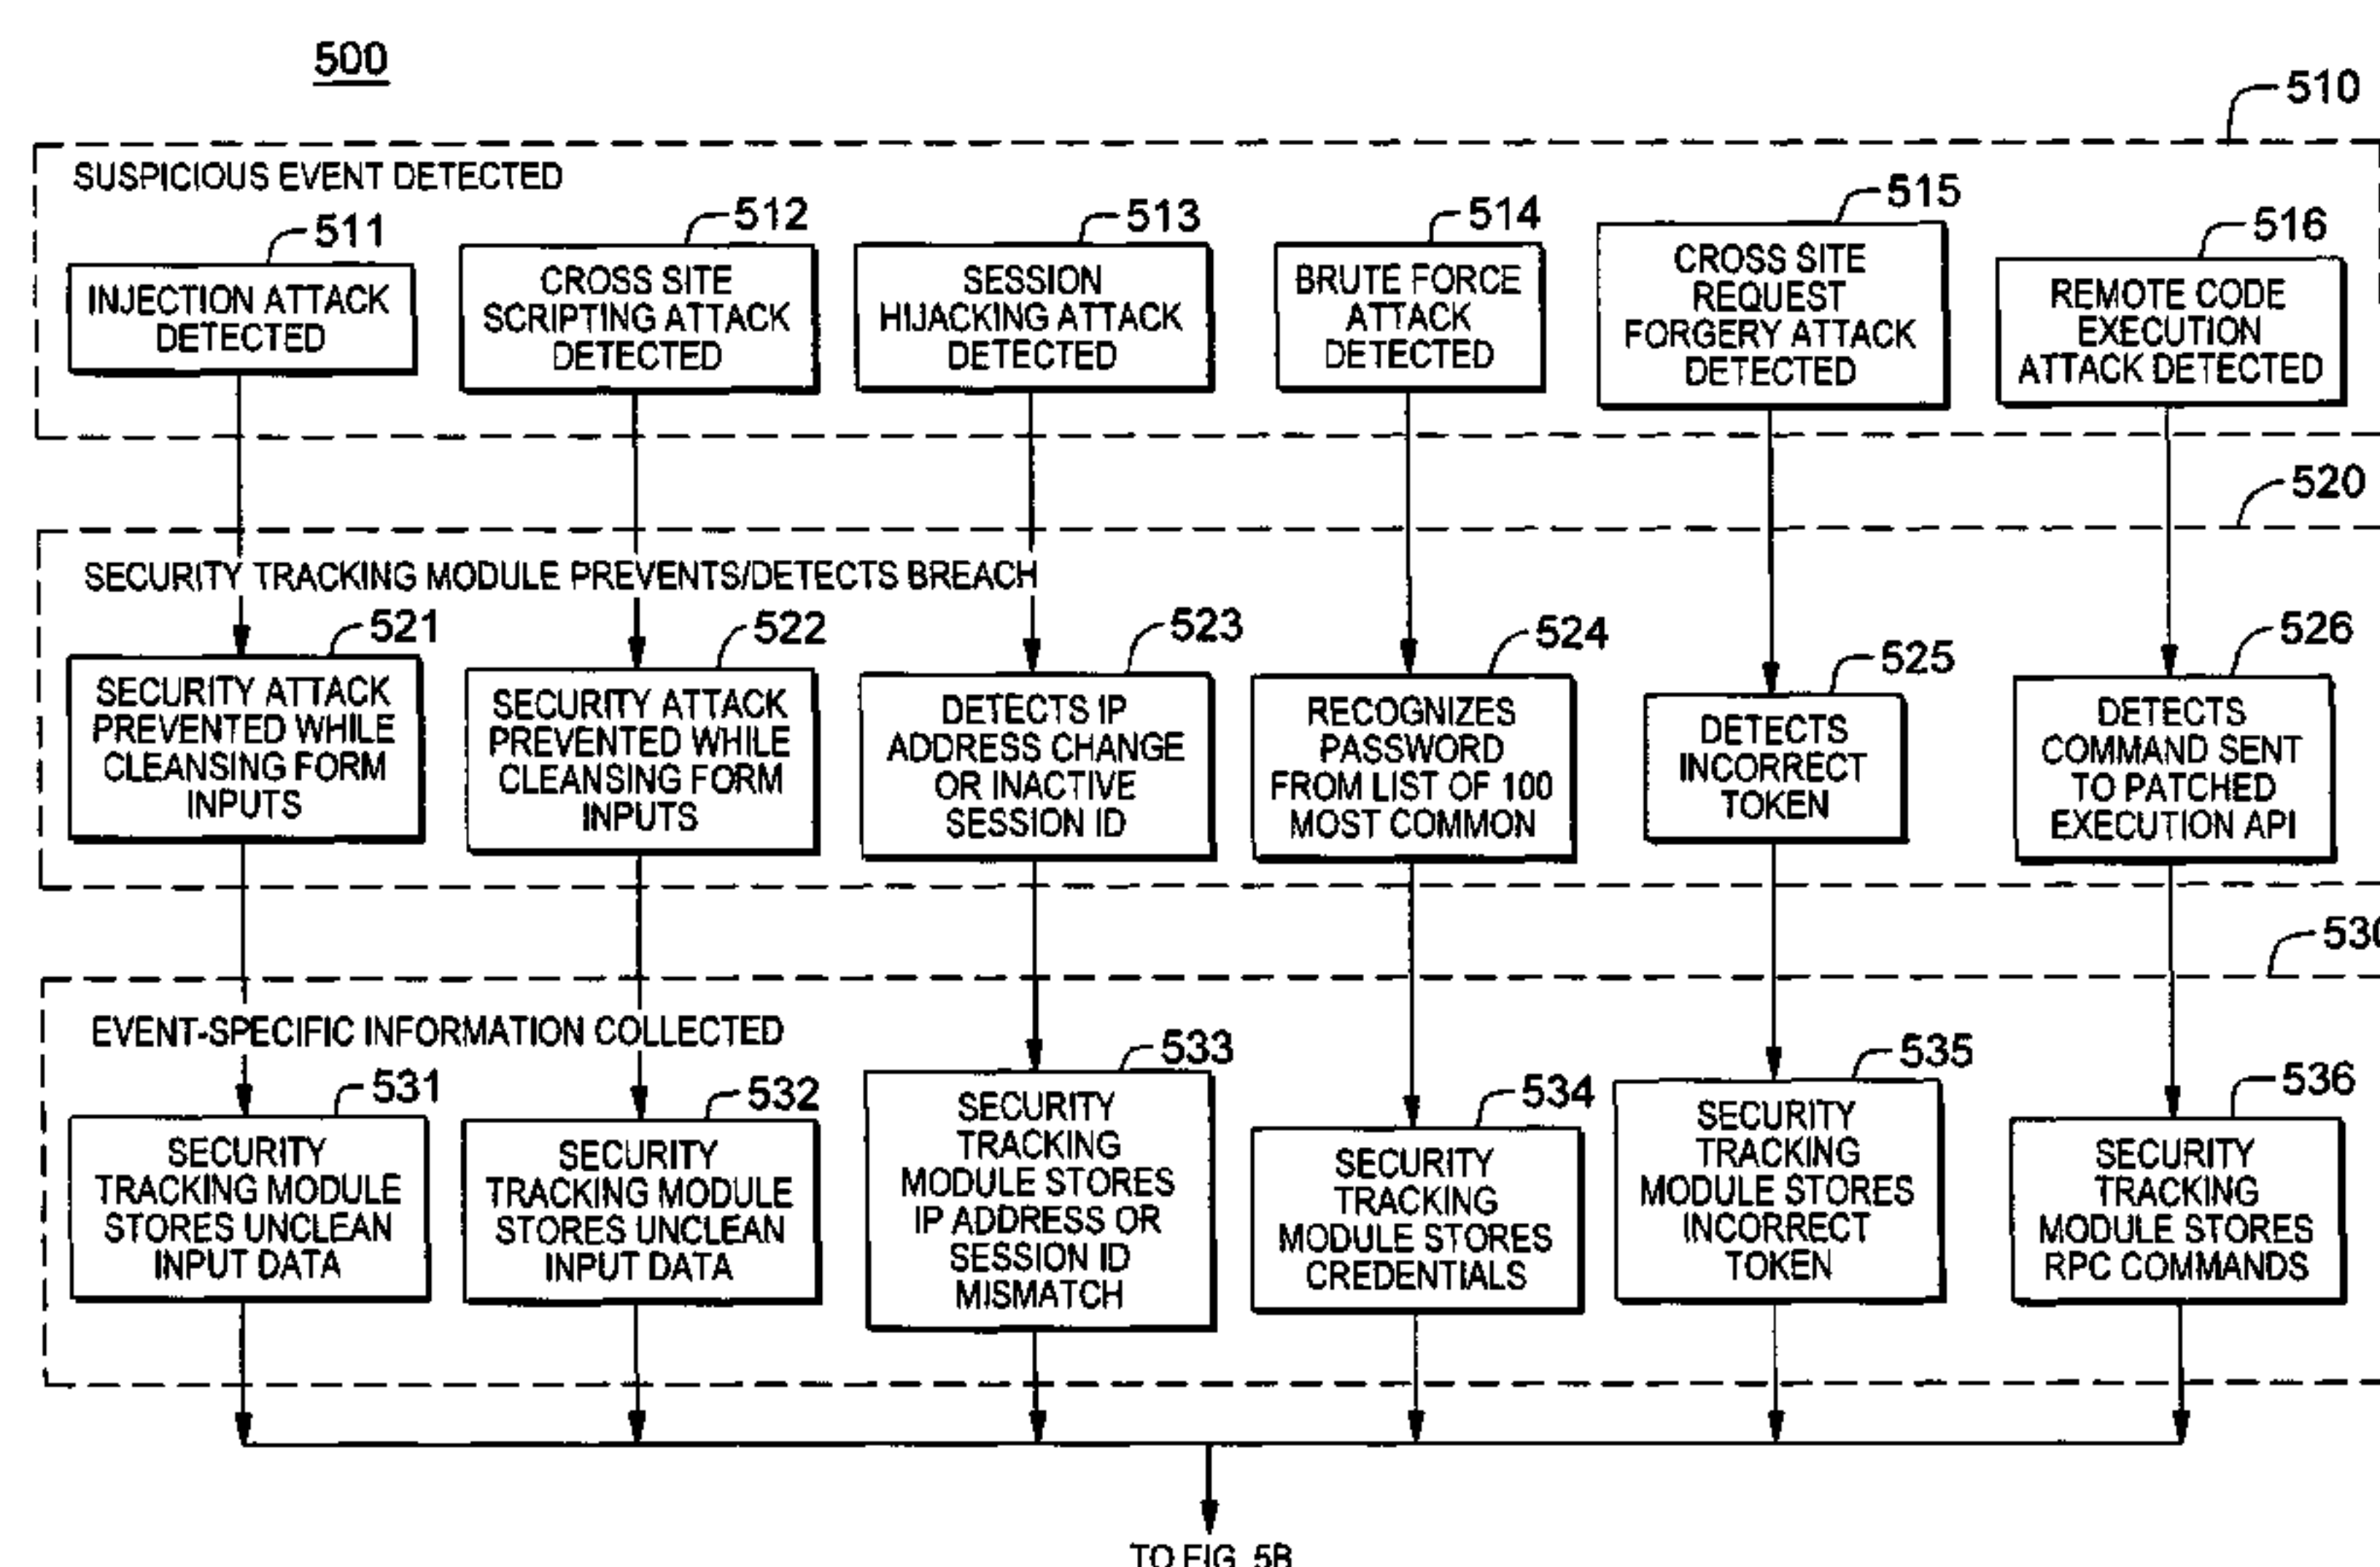 500
510
SUSPICIOUS EVENT DETECTED
511
INJECTION ATTACK
DETECTED
512
CROSS SITE
SCRIPTING ATTACK
DETECTED
513
SESSION
HIJACKING ATTACK
DETECTED
514
BRUTE FORCE
ATTACK
DETECTED
515
CROSS SITE
REQUEST
FORGERY ATTACK
DETECTED
516
REMOTE CODE
EXECUTION
ATTACK DETECTED
520
SECURITY TRACKING MODULE PREVENTS/DETECTS BREACH
521
SECURITY ATTACK
PREVENTED WHILE
CLEANSING FORM
INPUTS
522
SECURITY ATTACK
PREVENTED WHILE
CLEANSING FORM
INPUTS
523
DETECTS IP
ADDRESS CHANGE
OR INACTIVE
SESSION ID
524
RECOGNIZES
PASSWORD
FROM LIST OF 100
MOST COMMON
525
DETECTS
INCORRECT
TOKEN
526
DETECTS
COMMAND SENT
TO PATCHED
EXECUTION API
530
EVENT-SPECIFIC INFORMATION COLLECTED
531
SECURITY
TRACKING MODULE
STORES UNCLEAN
INPUT DATA
532
SECURITY
TRACKING MODULE
STORES UNCLEAN
INPUT DATA
533
SECURITY
TRACKING
MODULE STORES
IP ADDRESS OR
SESSION ID
MISMATCH
534
SECURITY
TRACKING
MODULE STORES
CREDENTIALS
535
SECURITY
TRACKING
MODULE STORES
INCORRECT
TOKEN
536
SECURITY
TRACKING
MODULE STORES
RPC COMMANDS
TO FIG. 5B